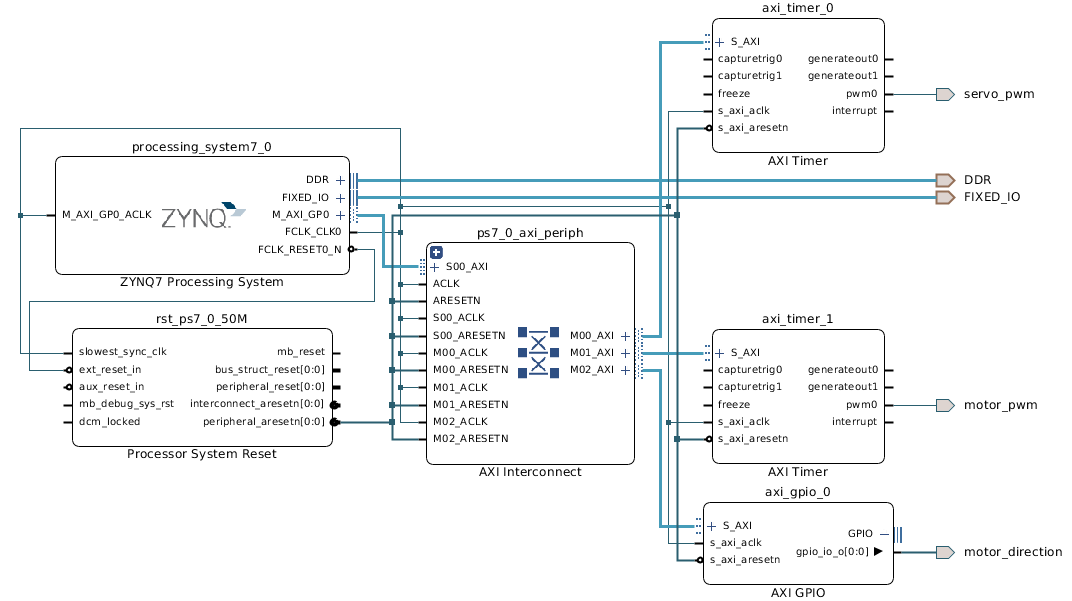 axi_timer_0
S_AXI
capturetrig0 generateout0
capturetrig1 generateout1
freeze pwm0
s_axi_aclk interrupt
s_axi_aresetn
AXI Timer
servo_pwm
DDR
FIXED_IO
processing_system7_0
DDR
FIXED_IO
M_AXI_GP0_ACLK ZYNQ M_AXI_GP0
FCLK_CLK0
FCLK_RESET0_N
ZYNQ7 Processing System
ps7_0_axi_periph
S00_AXI
ACLK
ARESETN
S00_ACLK
S00_ARESETN M00_AXI
M00_ACLK M01_AXI
M00_ARESETN M02_AXI
M01_ACLK
M01_ARESETN
M02_ACLK
M02_ARESETN
AXI Interconnect
rst_ps7_0_50M
slowest_sync_clk mb_reset
ext_reset_in bus_struct_reset[0:0]
aux_reset_in peripheral_reset[0:0]
mb_debug_sys_rst interconnect_aresetn[0:0]
dcm_locked peripheral_aresetn[0:0]
Processor System Reset
axi_timer_1
S_AXI
capturetrig0 generateout0
capturetrig1 generateout1
freeze pwm0
s_axi_aclk interrupt
s_axi_aresetn
AXI Timer
motor_pwm
axi_gpio_0
S_AXI GPIO
s_axi_aclk gpio_io_o[0:0]
s_axi_aresetn
AXI GPIO
motor_direction